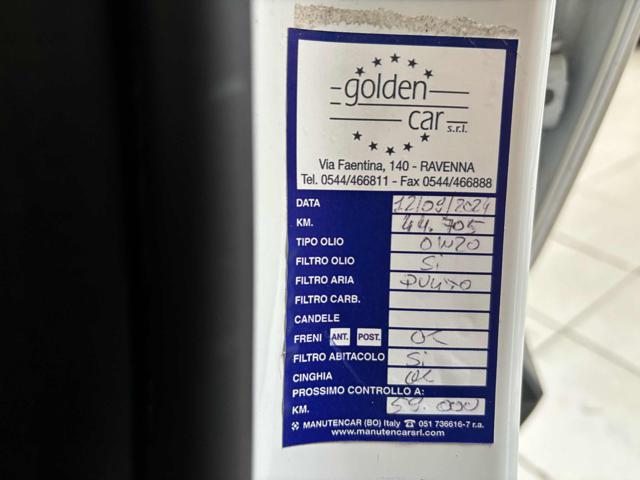 golden
car s.r.l.
Via Faentina, 140 - RAVENNA
Tel. 0544/466811 - Fax 0544/466888
DATA 12/09/2024
KM. 44.705
TIPO OLIO 0W20
FILTRO OLIO Si
FILTRO ARIA PULITO
FILTRO CARB.
CANDELE
FRENI ANT. POST. OK
FILTRO ABITACOLO Si
CINGHIA OK
PROSSIMO CONTROLLO A:
KM. 59.000
MANUTENCAR (BO) Italy ☎ 051 736616-7 r.a.
www.manutencarsrl.com